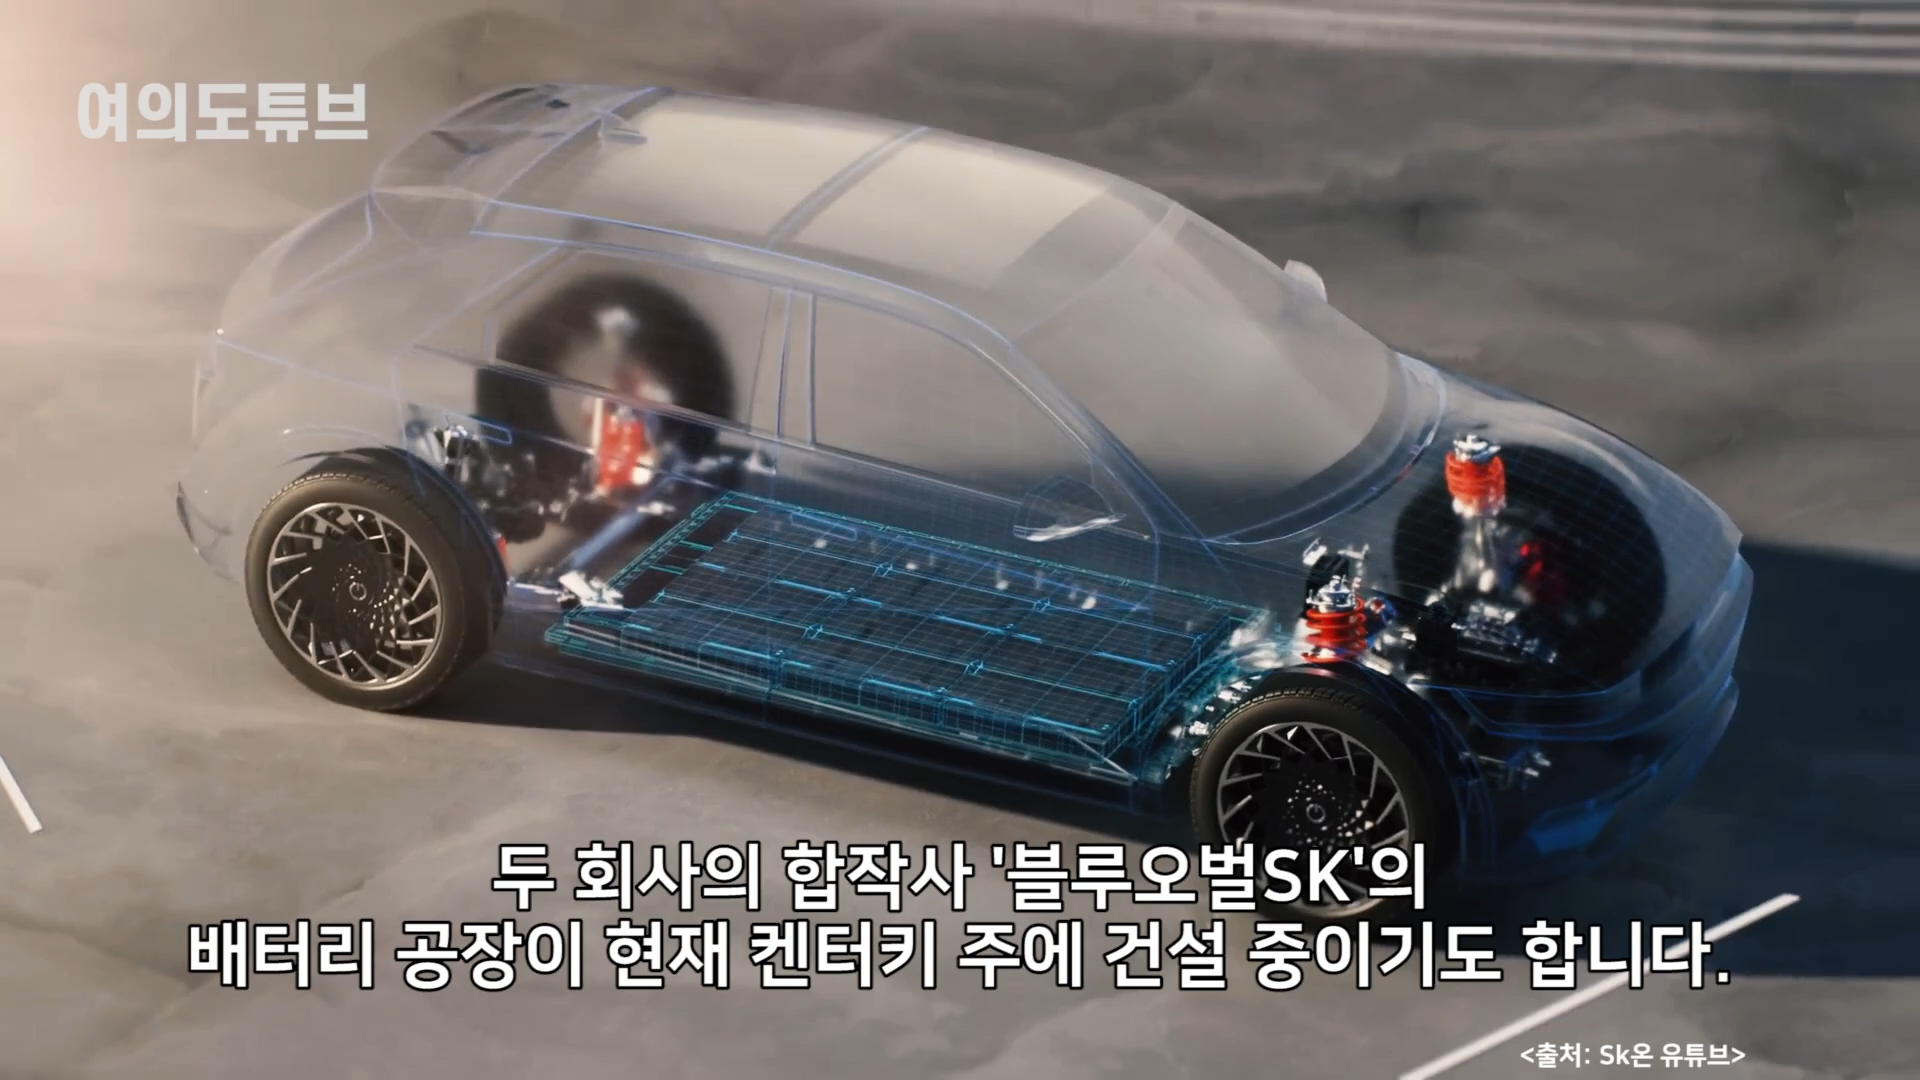 여의도튜브
두 회사의 합작사 '블루오벌SK'의
배터리 공장이 현재 켄터키 주에 건설 중이기도 합니다.
<출처: Sk온 유튜브>